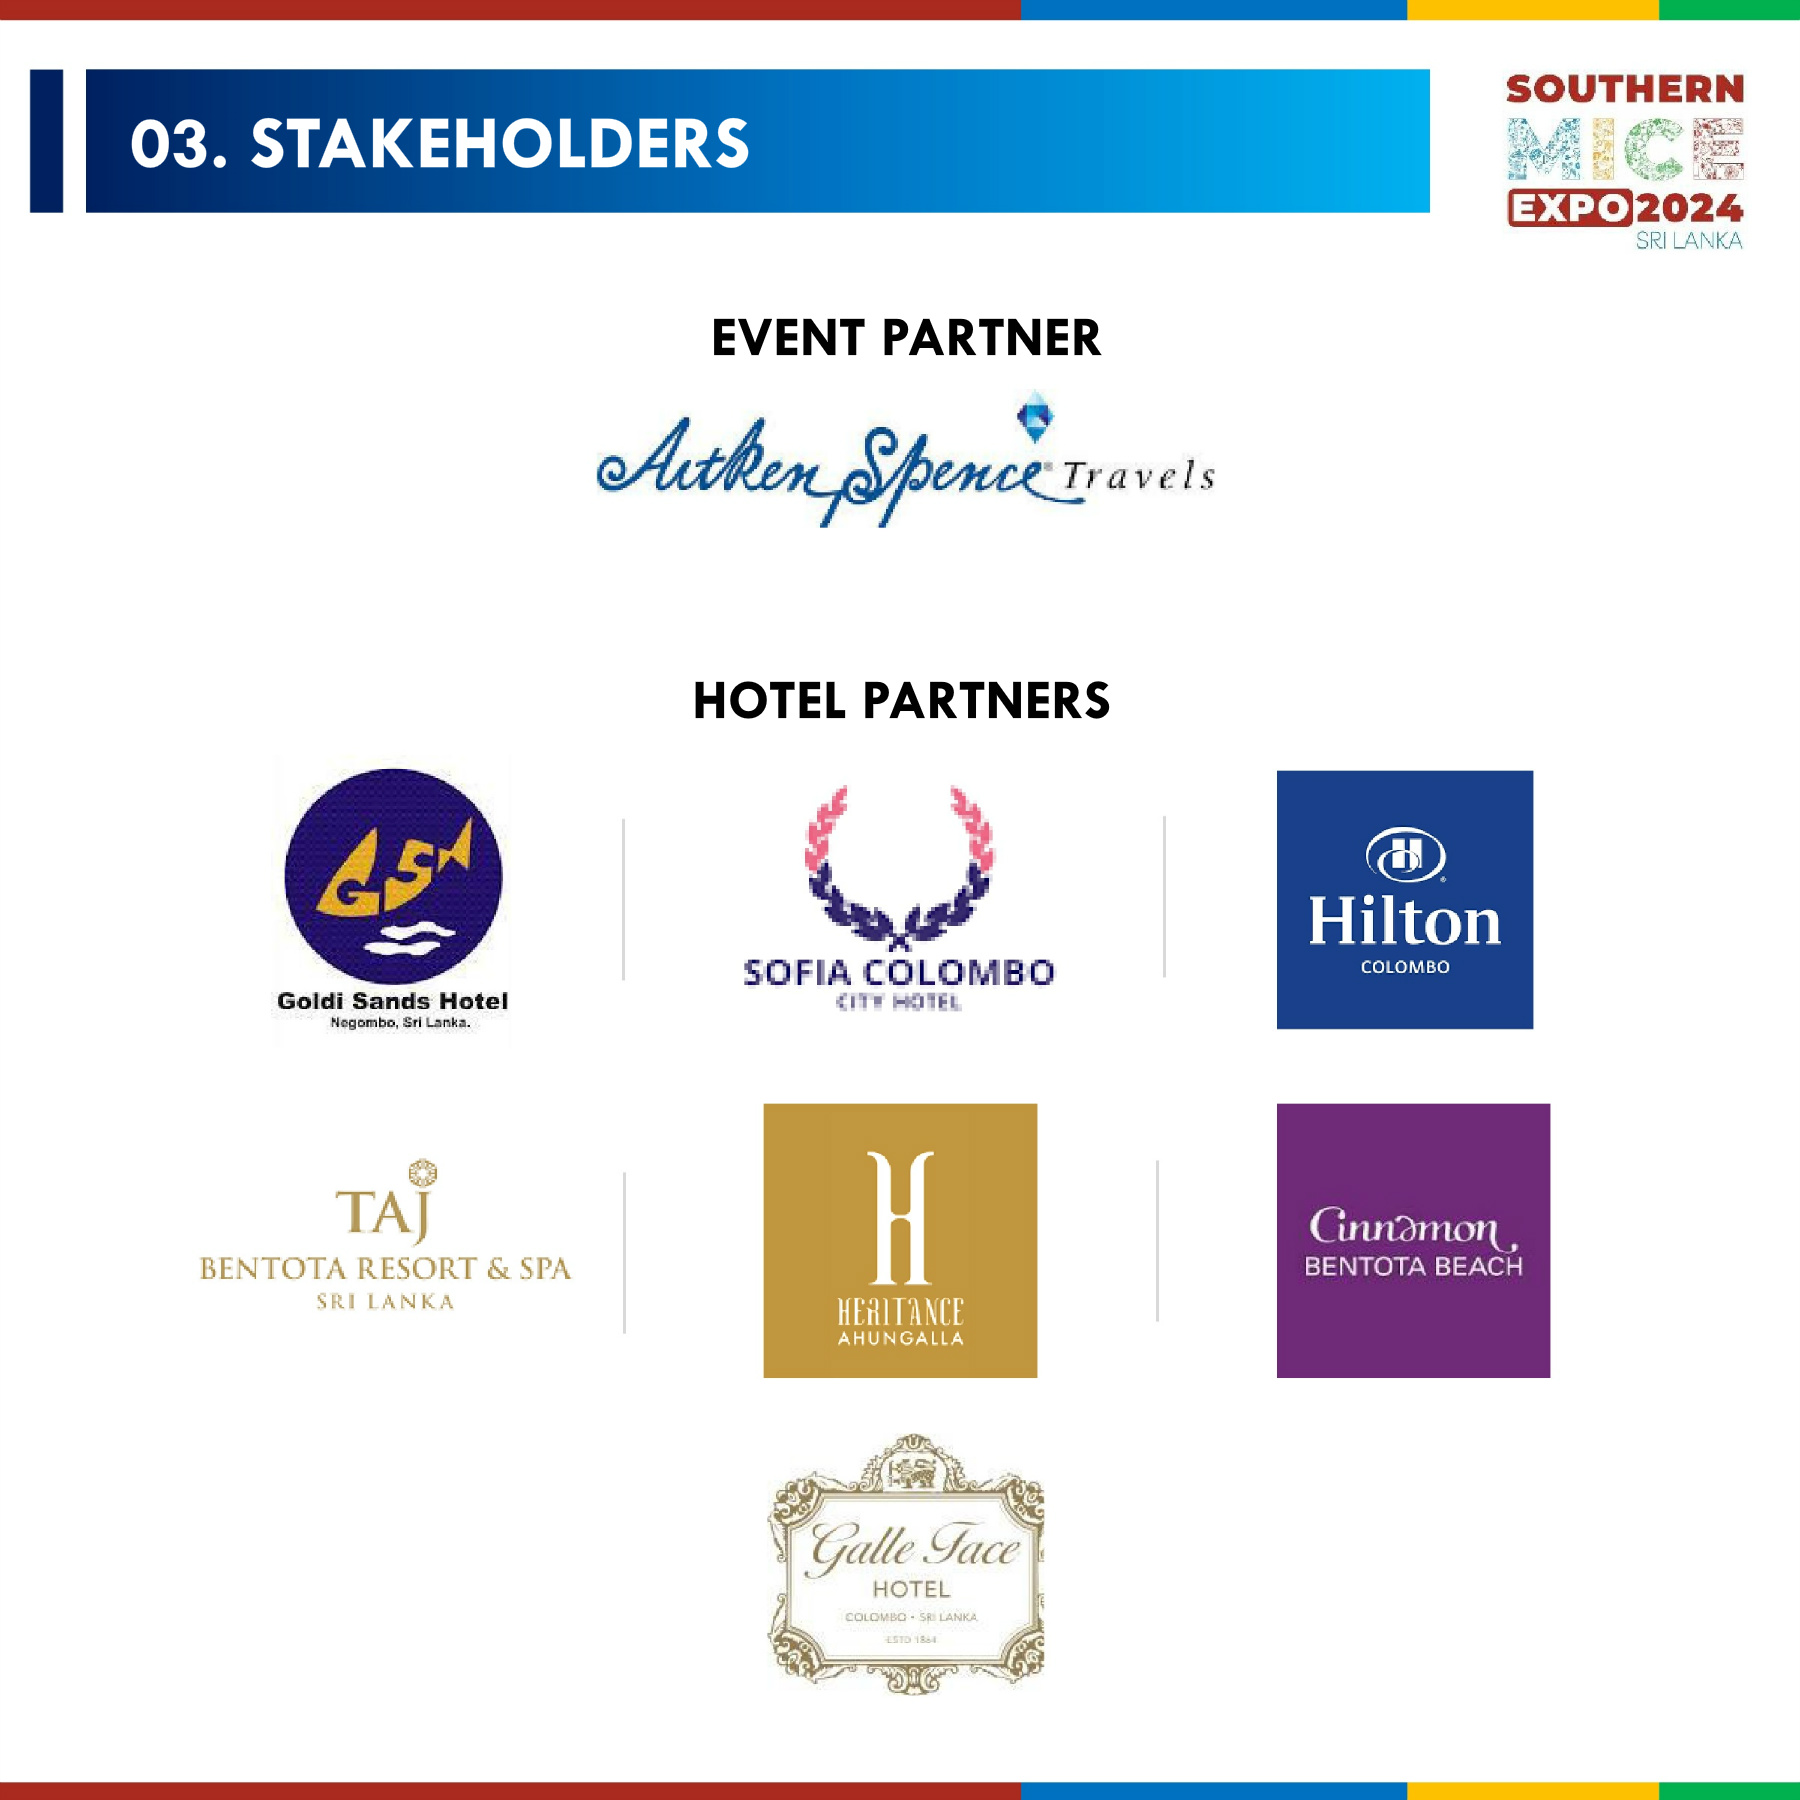 03. STAKEHOLDERS
SOUTHERN
MICE
EXPO 2024
SRI LANKA
EVENT PARTNER
Aitken Spence® Travels
HOTEL PARTNERS
GSH
Goldi Sands Hotel
Negombo, Sri Lanka.
SOFIA COLOMBO
CITY HOTEL
H
Hilton
COLOMBO
TAJ
BENTOTA RESORT & SPA
SRI LANKA
H
HERITANCE
AHUNGALLA
Cinnamon
BENTOTA BEACH
Galle Face
HOTEL
COLOMBO • SRI LANKA
ESTD 1864